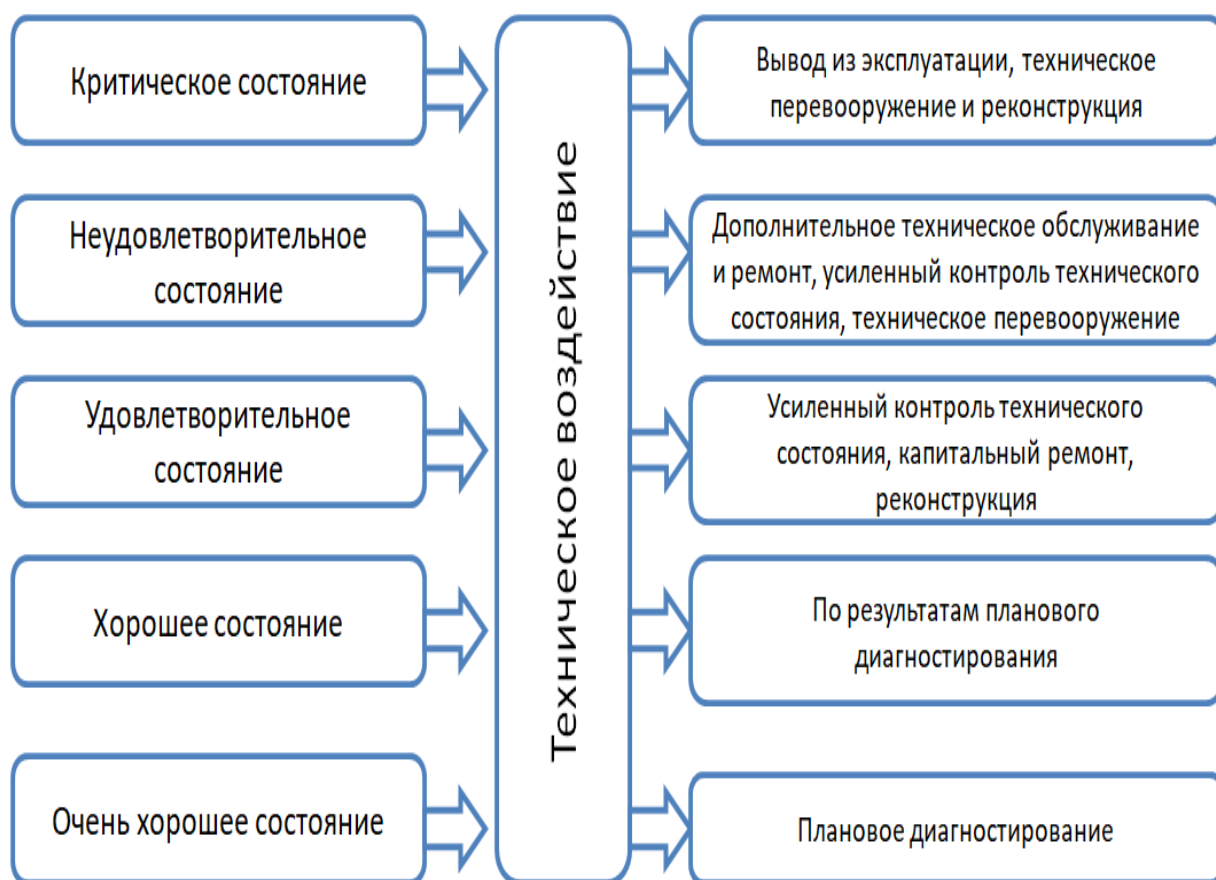 Критическое состояние
Неудовлетворительное
состояние
Удовлетворительное
состояние
Хорошее состояние
Очень хорошее состояние
Техническое воздействие
Вывод из эксплуатации, техническое
перевооружение и реконструкция
Дополнительное техническое обслуживание
и ремонт, усиленный контроль технического
состояния, техническое перевооружение
Усиленный контроль технического
состояния, капитальный ремонт,
реконструкция
По результатам планового
диагностирования
Плановое диагностирование